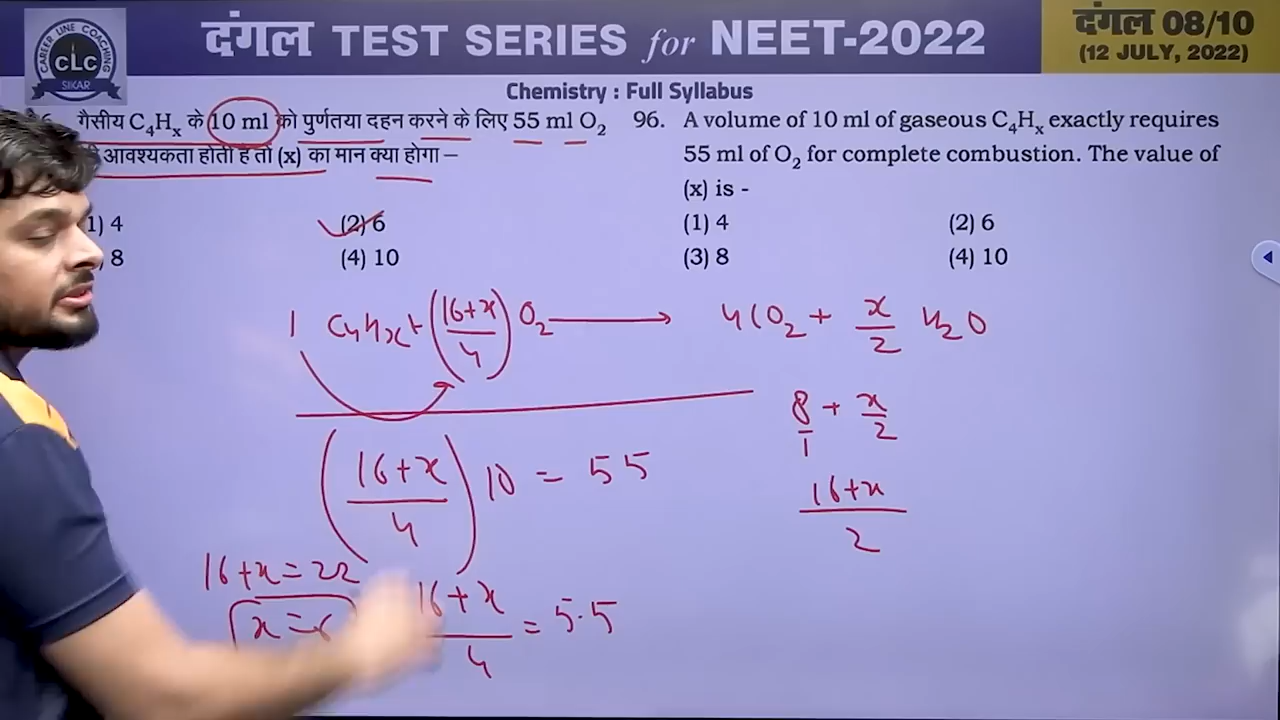 दंगल TEST SERIES for NEET-2022
दंगल 08/10
(12 JULY, 2022)
CAREER LINE COACHING
CLC
SIKAR
Chemistry : Full Syllabus
गैसीय C₄Hₓ के 10 ml को पुर्णतया दहन करने के लिए 55 ml O₂
आवश्यकता होती है तो (x) का मान क्या होगा –
1) 4
(2) 6
8
(4) 10
96. A volume of 10 ml of gaseous C₄Hₓ exactly requires
55 ml of O₂ for complete combustion. The value of
(x) is -
(1) 4
(2) 6
(3) 8
(4) 10
1 C₄Hₓ + (16+x/4) O₂ ⟶ 4CO₂ + x/2 H₂O
8/1 + x/2
16+x/2
(16+x/4) 10 = 55
16+x/4 = 5.5
16+x = 22
x = 6